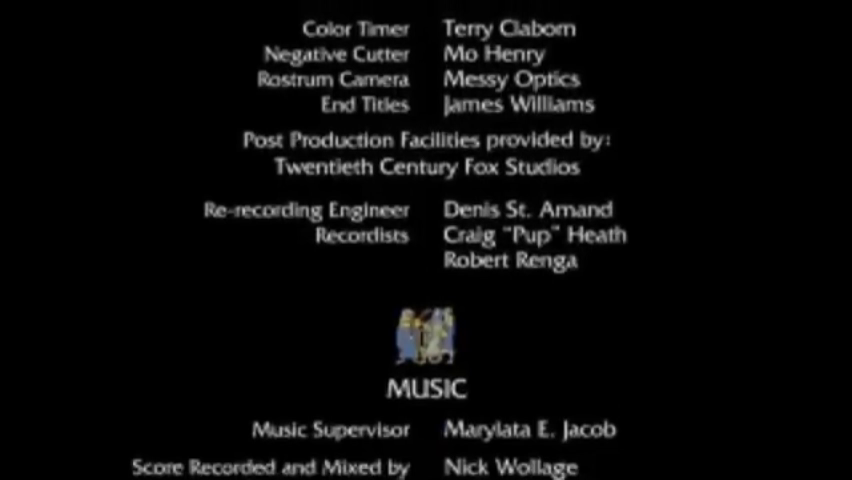 Color Timer Terry Claborn
Negative Cutter Mo Henry
Rostrum Camera Messy Optics
End Titles James Williams
Post Production Facilities provided by:
Twentieth Century Fox Studios
Re-recording Engineer Denis St. Amand
Recordists Craig "Pup" Heath
Robert Renga
MUSIC
Music Supervisor Marylata E. Jacob
Score Recorded and Mixed by Nick Wollage